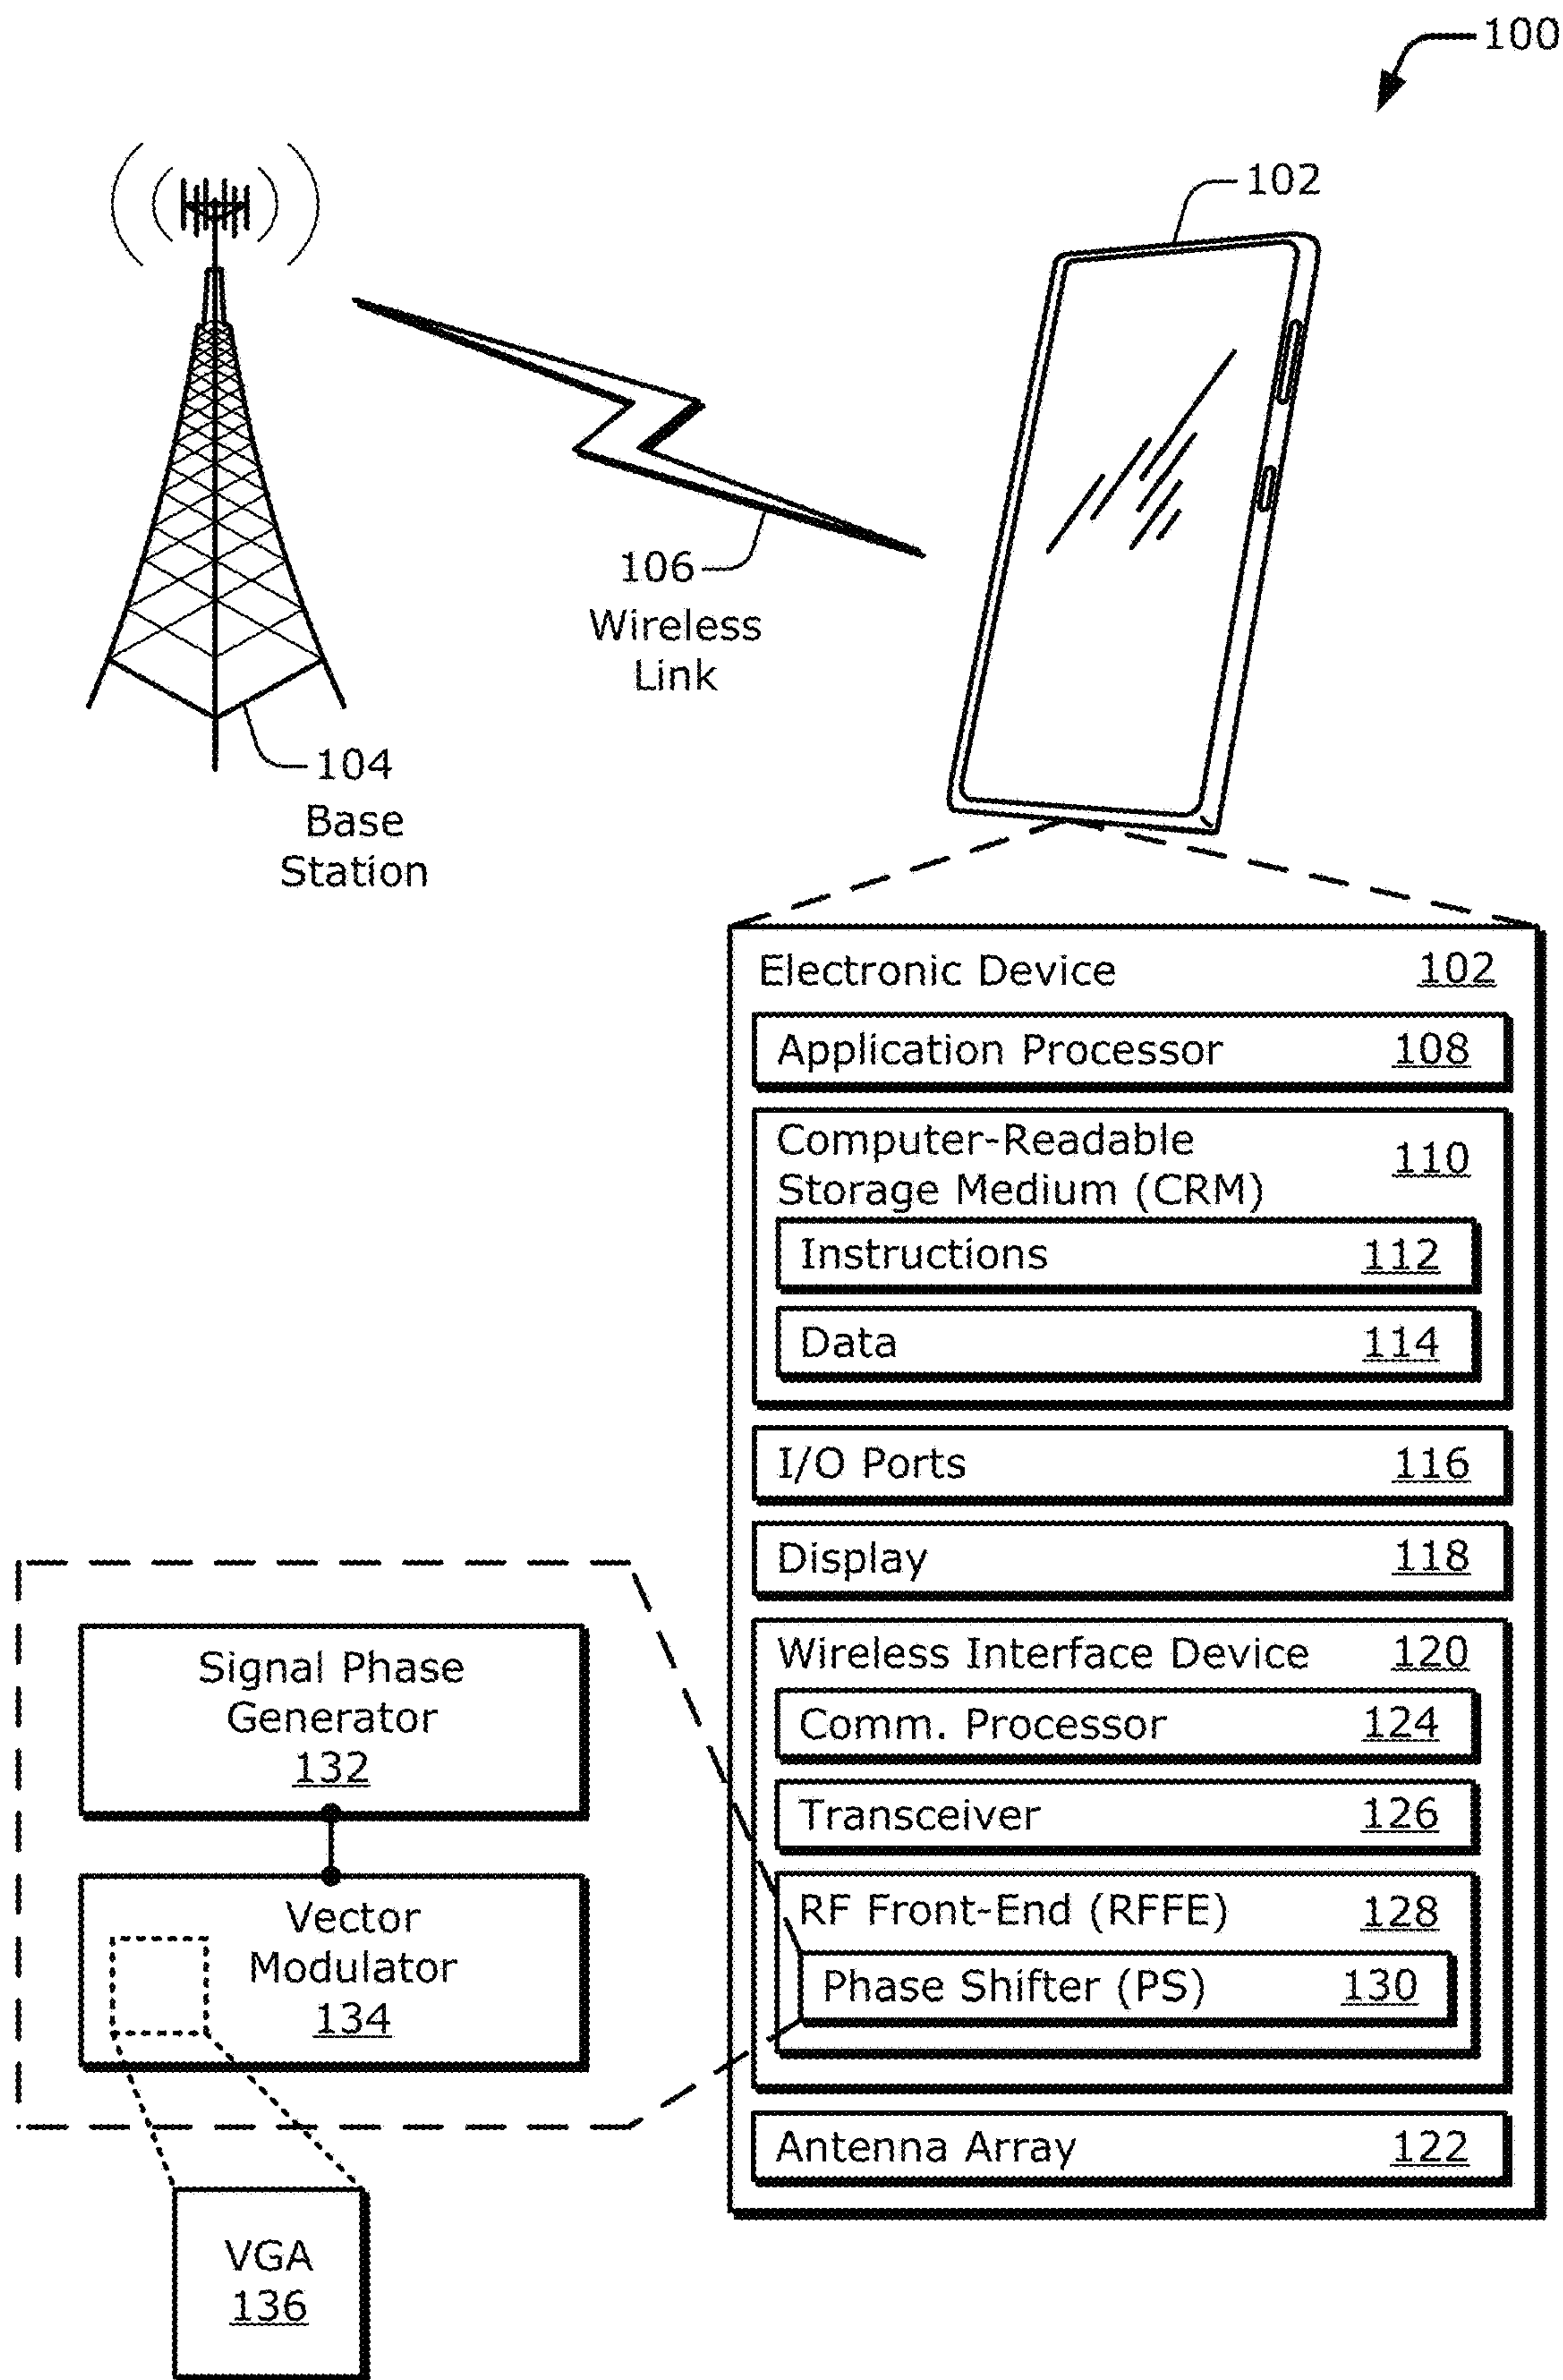 100
102
106
Wireless
Link
104
Base
Station
Electronic Device 102
Application Processor 108
Computer-Readable
Storage Medium (CRM) 110
Instructions 112
Data 114
I/O Ports 116
Display 118
Wireless Interface Device 120
Comm. Processor 124
Transceiver 126
RF Front-End (RFFE) 128
Phase Shifter (PS) 130
Antenna Array 122
Signal Phase
Generator
132
Vector
Modulator
134
VGA
136